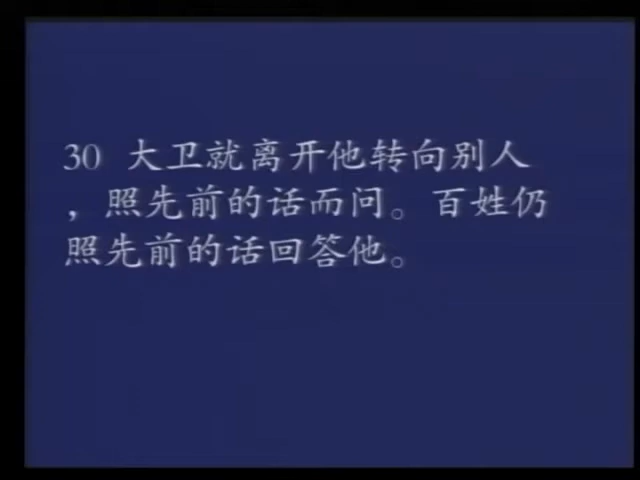 30 大卫就离开他转向别人
，照先前的话而问。百姓仍
照先前的话回答他。